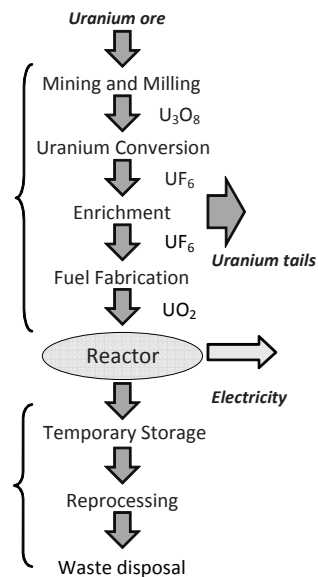 Uranium ore
Mining and Milling
U₃O₈
Uranium Conversion
UF₆
Enrichment
UF₆
Uranium tails
Fuel Fabrication
UO₂
Reactor
Electricity
Temporary Storage
Reprocessing
Waste disposal